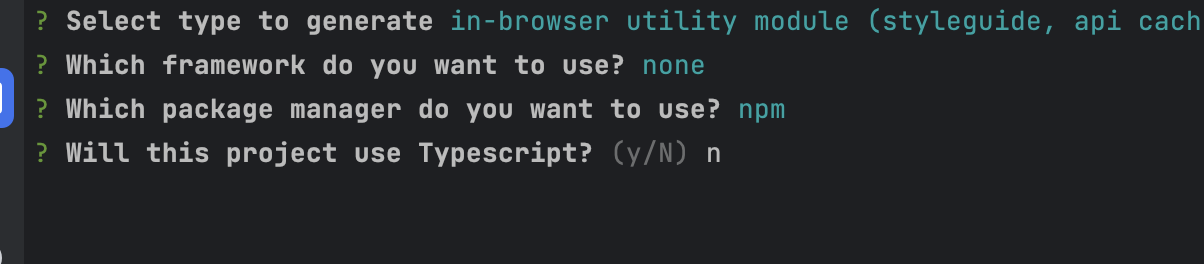 ? Select type to generate in-browser utility module (styleguide, api cach
? Which framework do you want to use? none
? Which package manager do you want to use? npm
? Will this project use Typescript? (y/N) n